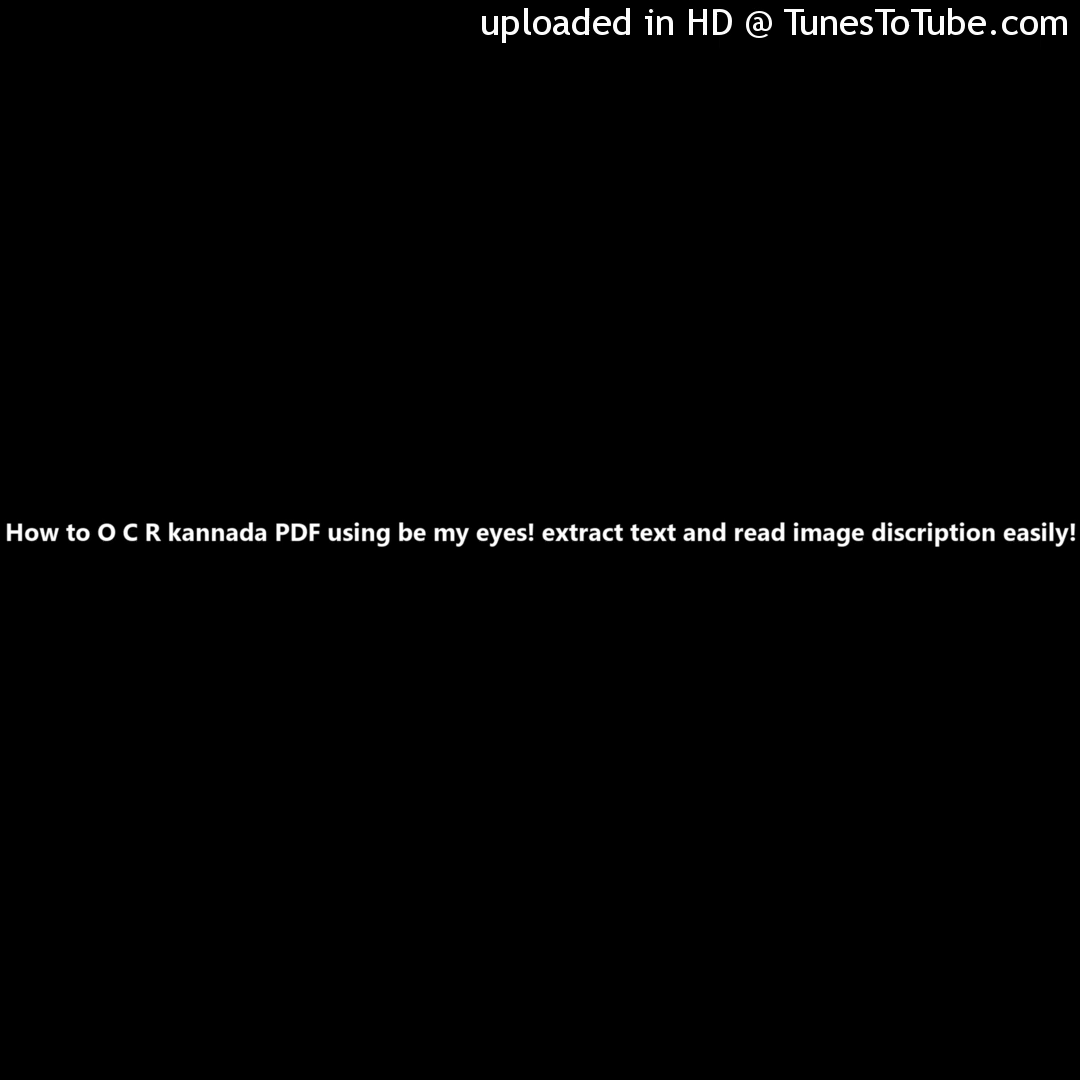 uploaded in HD @ TunesToTube.com
How to O C R kannada PDF using be my eyes! extract text and read image discription easily!